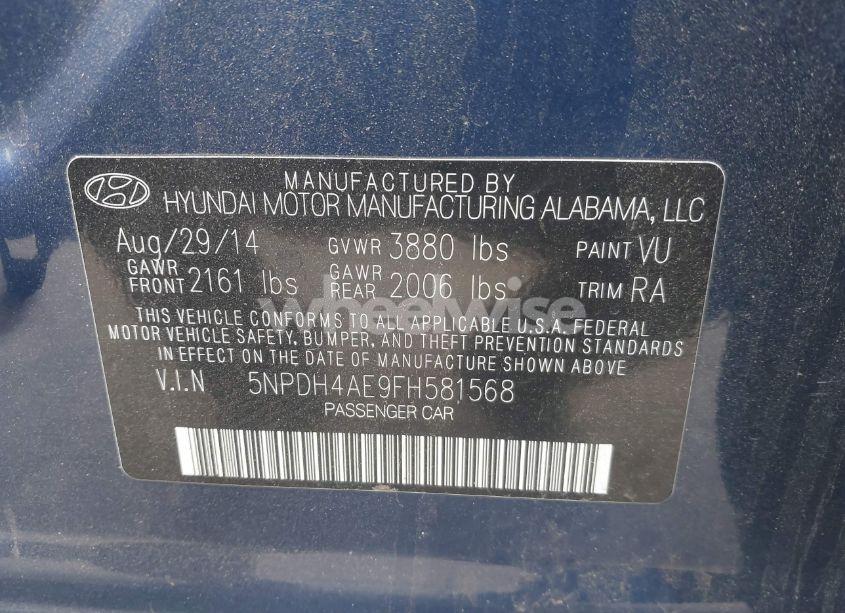 MANUFACTURED BY
HYUNDAI MOTOR MANUFACTURING ALABAMA, LLC
Aug/29/14 GVWR 3880 lbs PAINT VU
GAWR FRONT 2161 lbs GAWR REAR 2006 lbs TRIM RA
wheelwise
THIS VEHICLE CONFORMS TO ALL APPLICABLE U.S.A. FEDERAL
MOTOR VEHICLE SAFETY, BUMPER, AND THEFT PREVENTION STANDARDS
IN EFFECT ON THE DATE OF MANUFACTURE SHOWN ABOVE
V.I.N 5NPDH4AE9FH581568
PASSENGER CAR